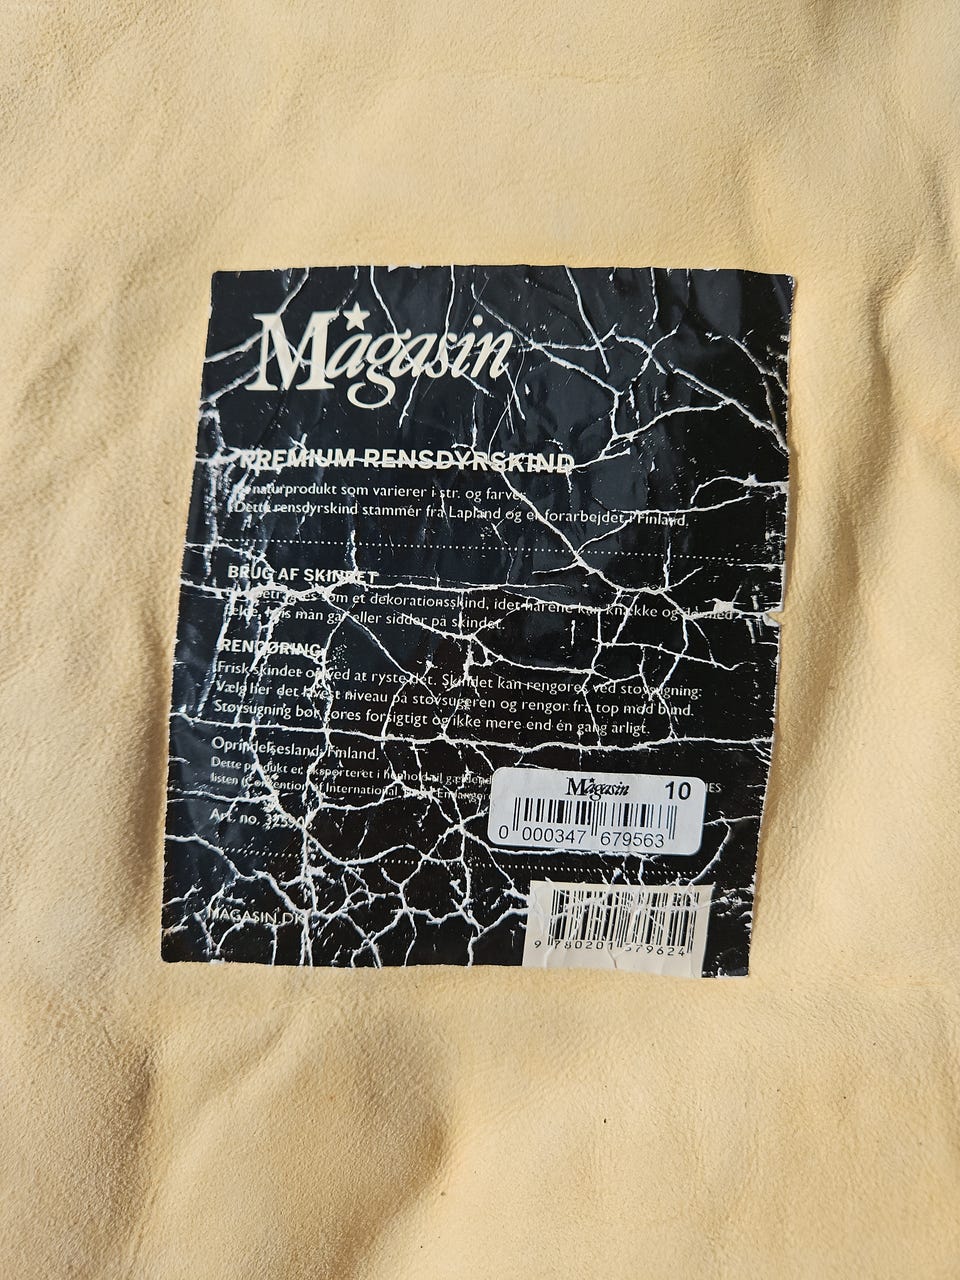 Magasin
PREMIUM RENSDYRSKIND
naturprodukt som varierer i str. og farve.
Dette rensdyrskind stammer fra Lapland og er forarbejdet i Finland.
BRUG AF SKINDET
som et dekorationsskind, idet hårene kan knække og dermed
hvis man går eller sidder på skindet.
RENGØRING
Frisk skindet op ved at ryste det. Skindet kan rengøres ved støvsugning:
Vælg her det laveste niveau på støvsugeren og rengør fra top mod bund.
Støvsugning bør gøres forsigtigt og ikke mere end én gang årligt.
Oprindelsesland: Finland.
Dette produkt er eksporteret i henhold til
listen (Convention of International
Art. no.
Magasin 10
0 000347 679563
MAGASIN.DK
9 780201 379624